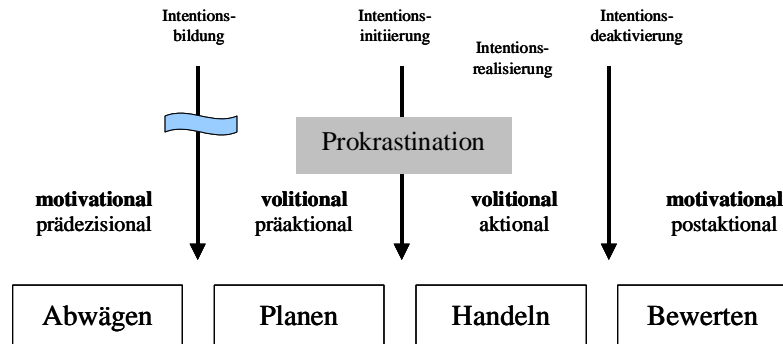 Intentions-
bildung
Intentions-
initiierung
Intentions-
realisierung
Intentions-
deaktivierung
Prokrastination
motivational
prädezisional
volitional
präaktional
volitional
aktional
motivational
postaktional
Abwägen
Planen
Handeln
Bewerten